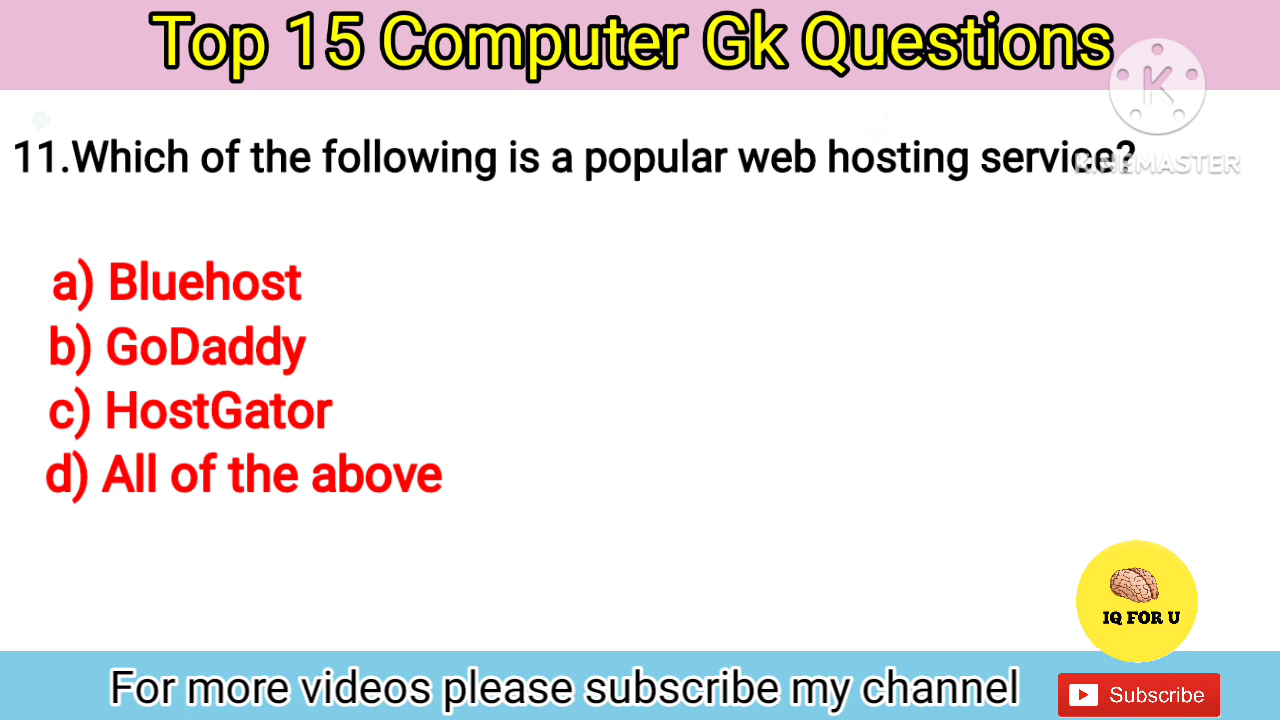 Top 15 Computer Gk Questions
K
KINEMASTER
11.Which of the following is a popular web hosting service?
a) Bluehost
b) GoDaddy
c) HostGator
d) All of the above
IQ FOR U
For more videos please subscribe my channel
Subscribe